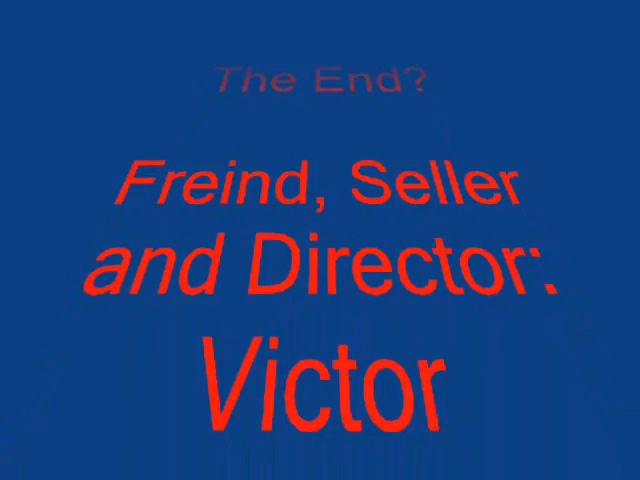 The End?
Freind, Seller
and Director:
Victor